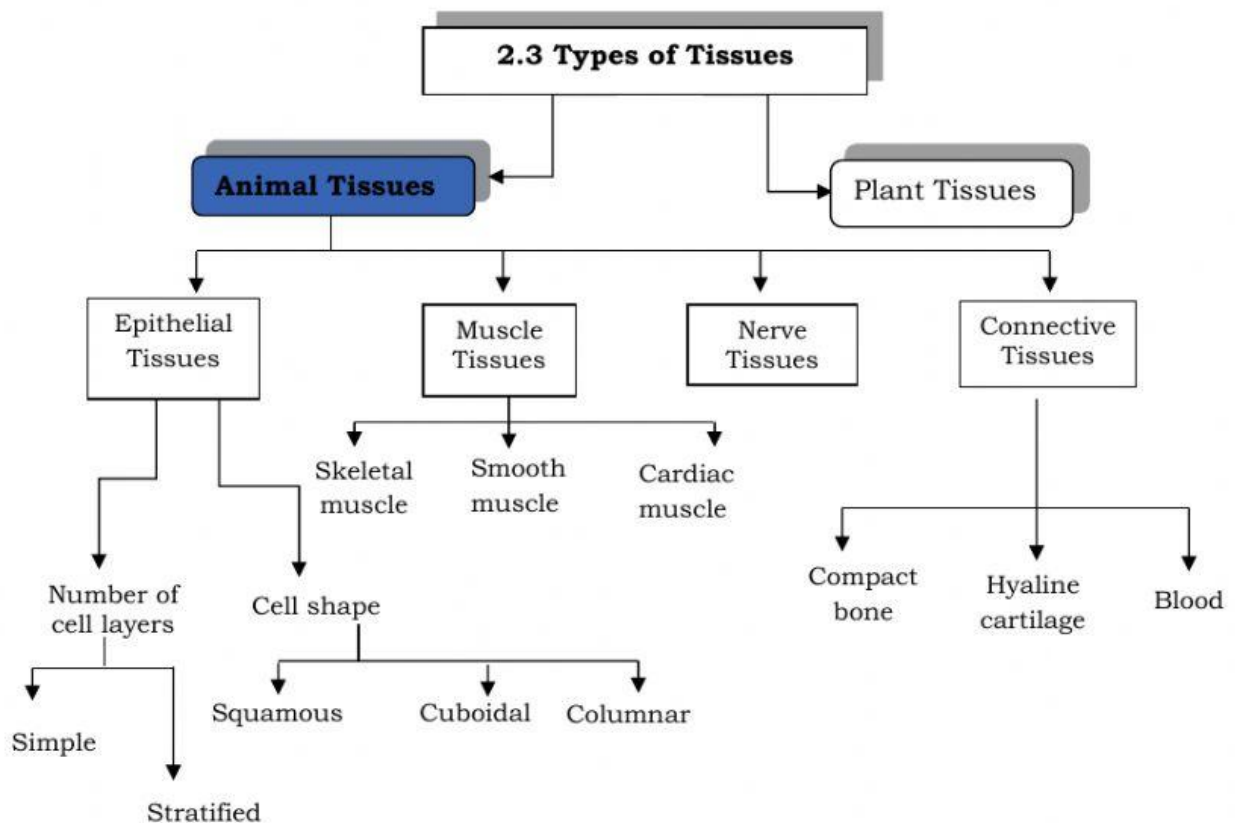 2.3 Types of Tissues
Animal Tissues
Plant Tissues
Epithelial
Tissues
Muscle
Tissues
Nerve
Tissues
Connective
Tissues
Skeletal
muscle
Smooth
muscle
Cardiac
muscle
Number of
cell layers
Cell shape
Compact
bone
Hyaline
cartilage
Blood
Simple
Stratified
Squamous
Cuboidal
Columnar